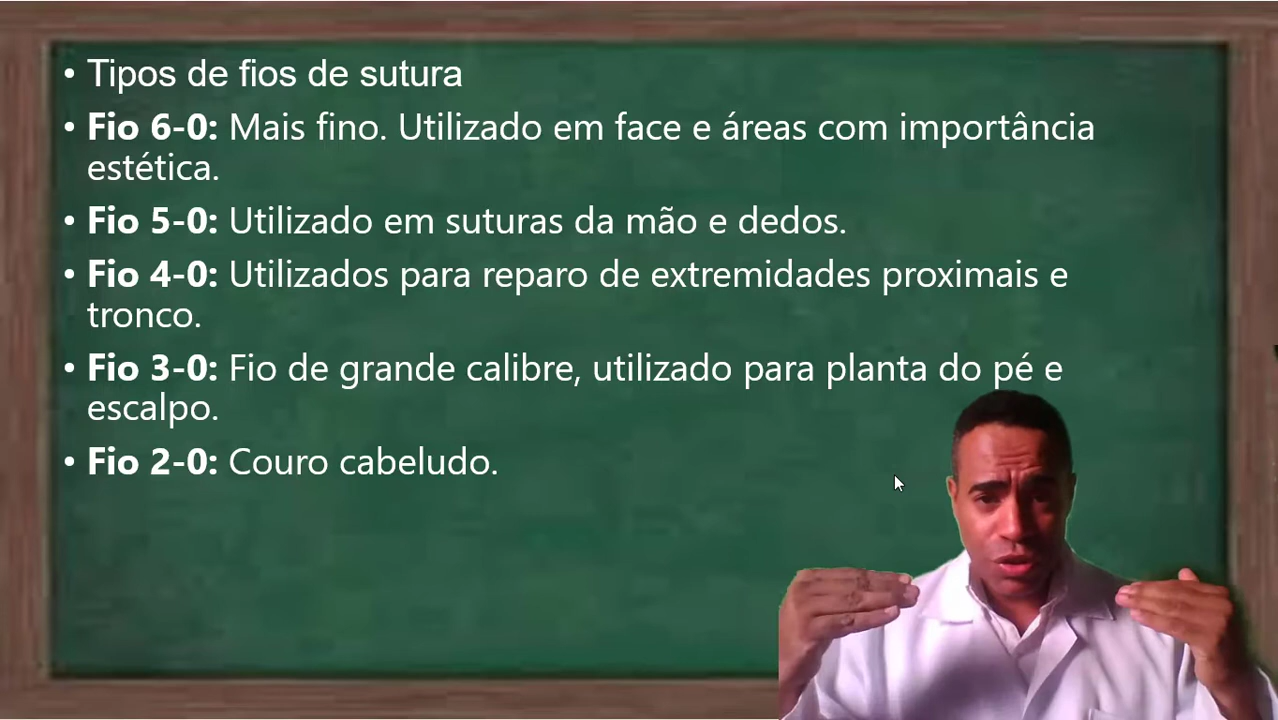 • Tipos de fios de sutura
• Fio 6-0: Mais fino. Utilizado em face e áreas com importância
estética.
• Fio 5-0: Utilizado em suturas da mão e dedos.
• Fio 4-0: Utilizados para reparo de extremidades proximais e
tronco.
• Fio 3-0: Fio de grande calibre, utilizado para planta do pé e
escalpo.
• Fio 2-0: Couro cabeludo.